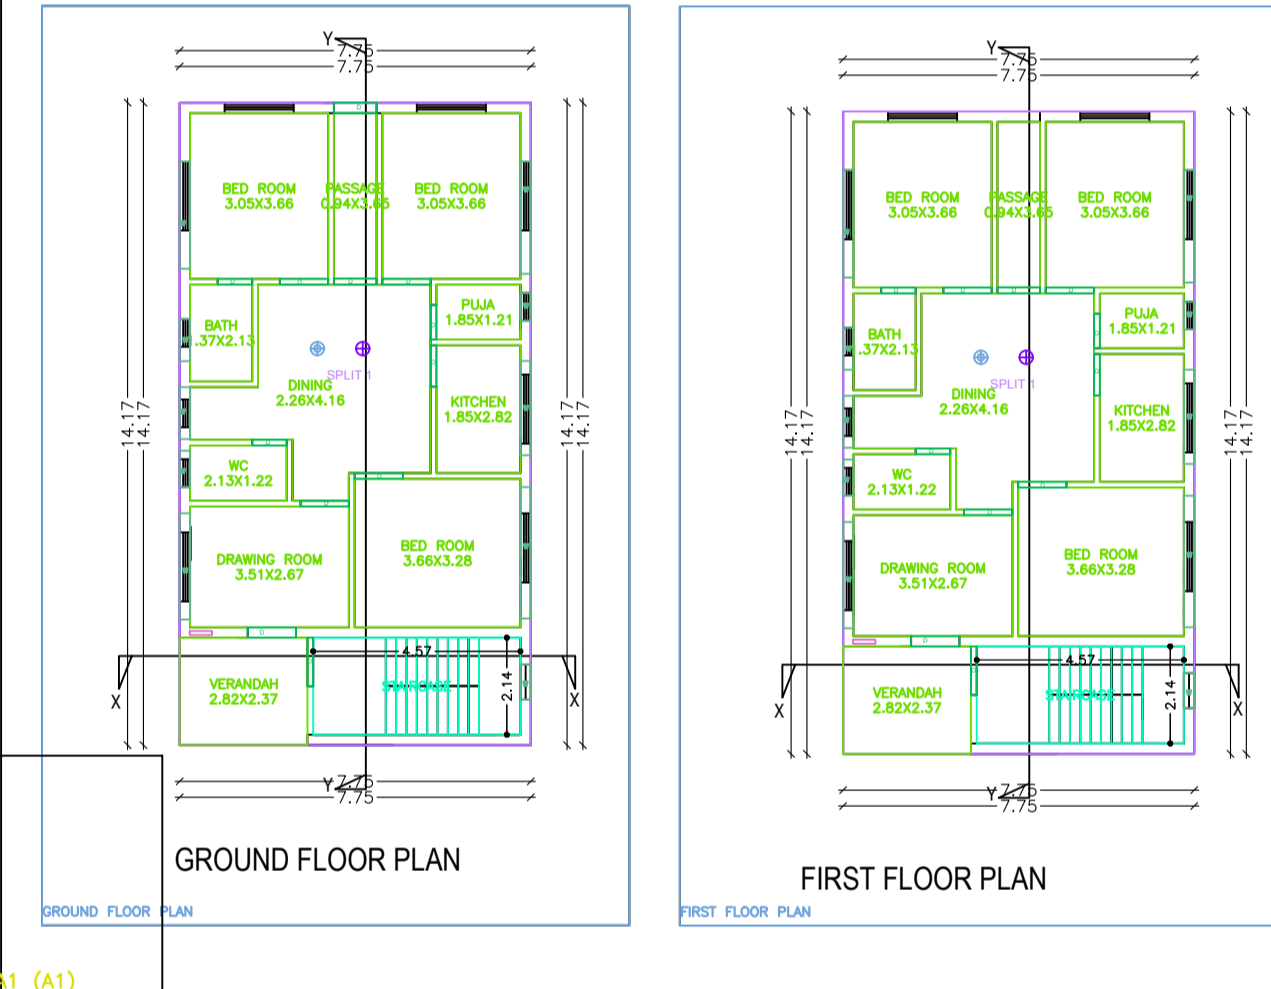 Y
7.75
7.75
BED ROOM
3.05X3.66
PASSAGE
0.94X3.65
BED ROOM
3.05X3.66
PUJA
1.85X1.21
BATH
.37X2.13
SPLIT 1
DINING
2.26X4.16
KITCHEN
1.85X2.82
14.17
14.17
14.17
14.17
WC
2.13X1.22
DRAWING ROOM
3.51X2.67
BED ROOM
3.66X3.28
4.57
2.14
STAIRCASE
VERANDAH
2.82X2.37
X
X
Y
7.75
7.75
GROUND FLOOR PLAN
GROUND FLOOR PLAN
A1 (A1)
Y
7.75
7.75
BED ROOM
3.05X3.66
PASSAGE
0.94X3.65
BED ROOM
3.05X3.66
PUJA
1.85X1.21
BATH
.37X2.13
SPLIT 1
DINING
2.26X4.16
KITCHEN
1.85X2.82
14.17
14.17
14.17
14.17
WC
2.13X1.22
DRAWING ROOM
3.51X2.67
BED ROOM
3.66X3.28
4.57
2.14
STAIRCASE
VERANDAH
2.82X2.37
X
X
Y
7.75
7.75
FIRST FLOOR PLAN
FIRST FLOOR PLAN